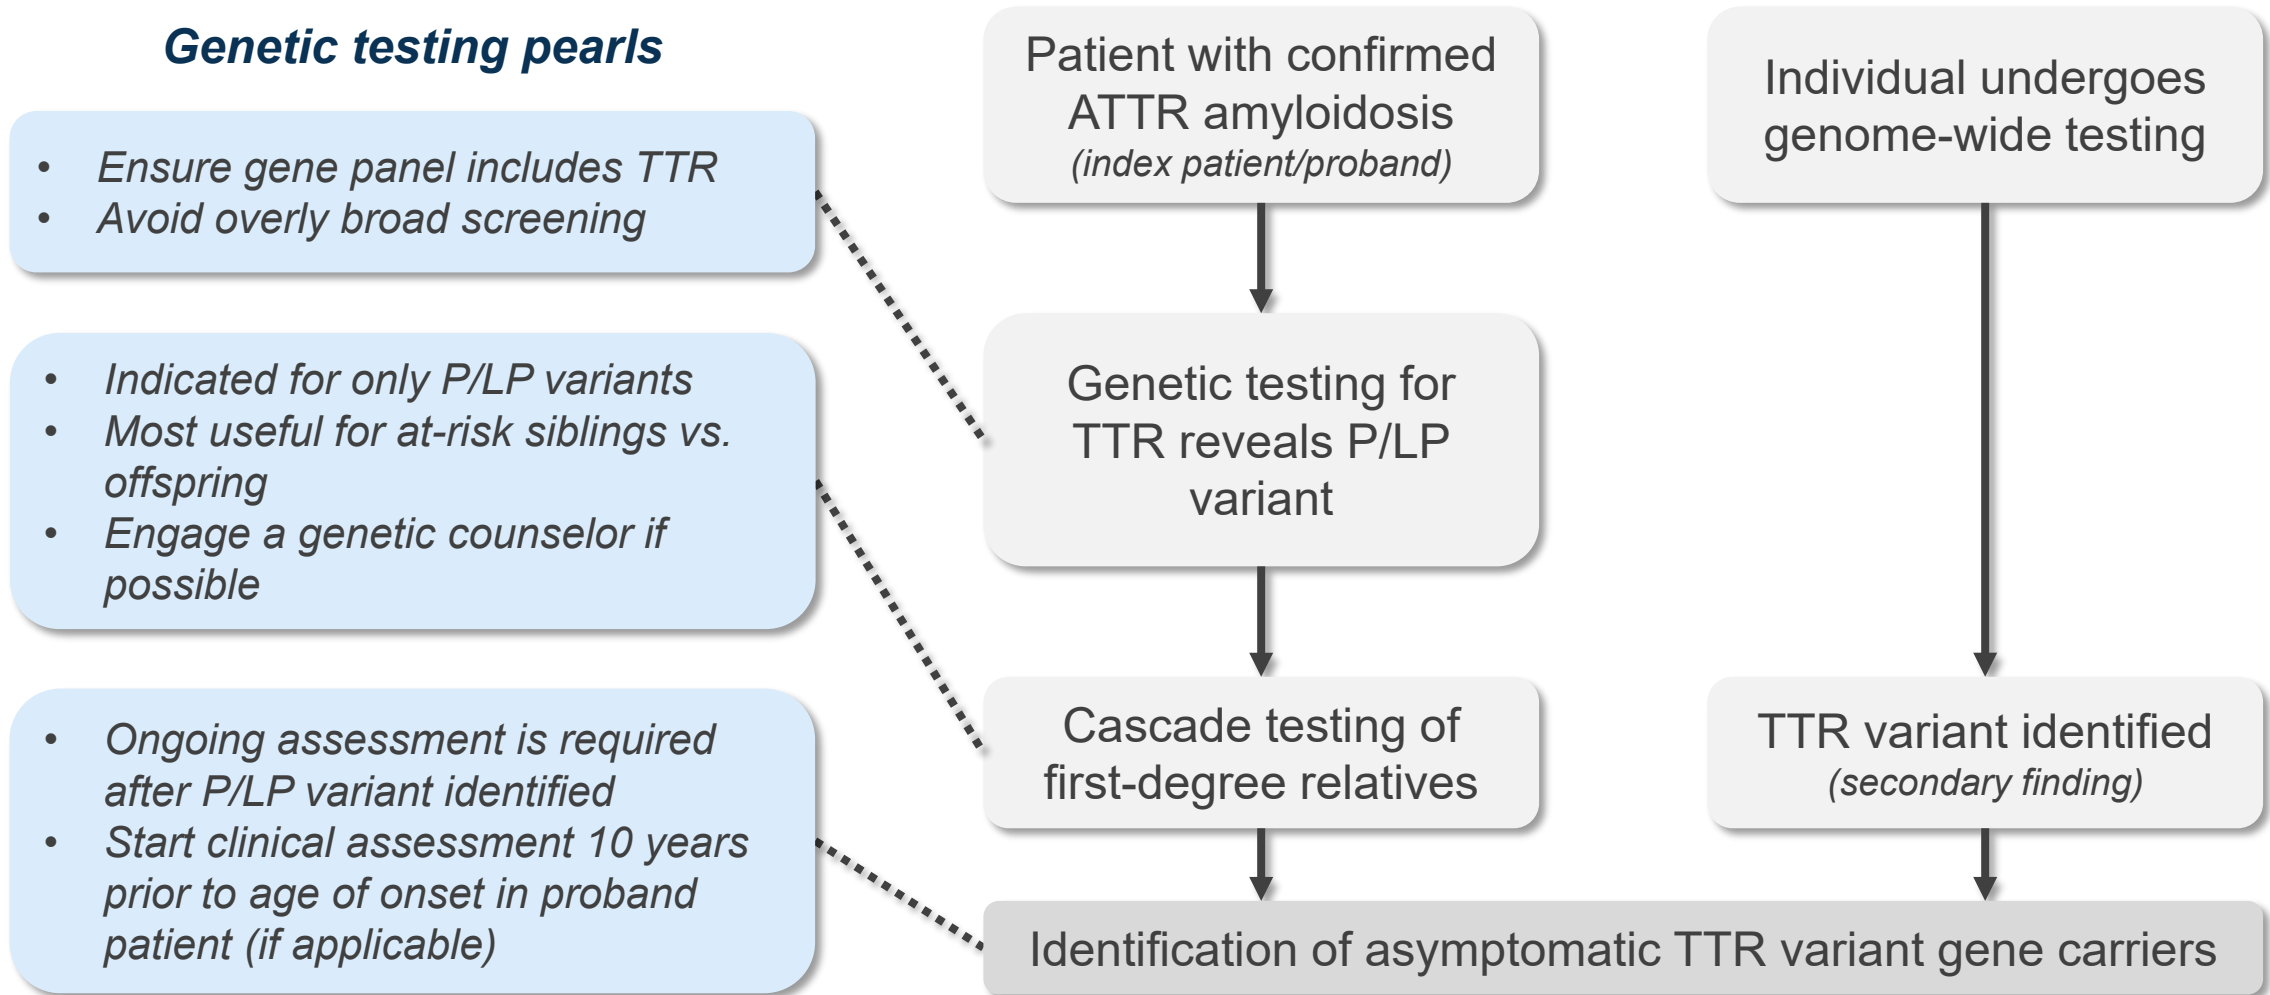 Genetic testing pearls
• Ensure gene panel includes TTR
• Avoid overly broad screening
• Indicated for only P/LP variants
• Most useful for at-risk siblings vs.
offspring
• Engage a genetic counselor if
possible
• Ongoing assessment is required
after P/LP variant identified
• Start clinical assessment 10 years
prior to age of onset in proband
patient (if applicable)
Patient with confirmed
ATTR amyloidosis
(index patient/proband)
Genetic testing for
TTR reveals P/LP
variant
Cascade testing of
first-degree relatives
Individual undergoes
genome-wide testing
TTR variant identified
(secondary finding)
Identification of asymptomatic TTR variant gene carriers